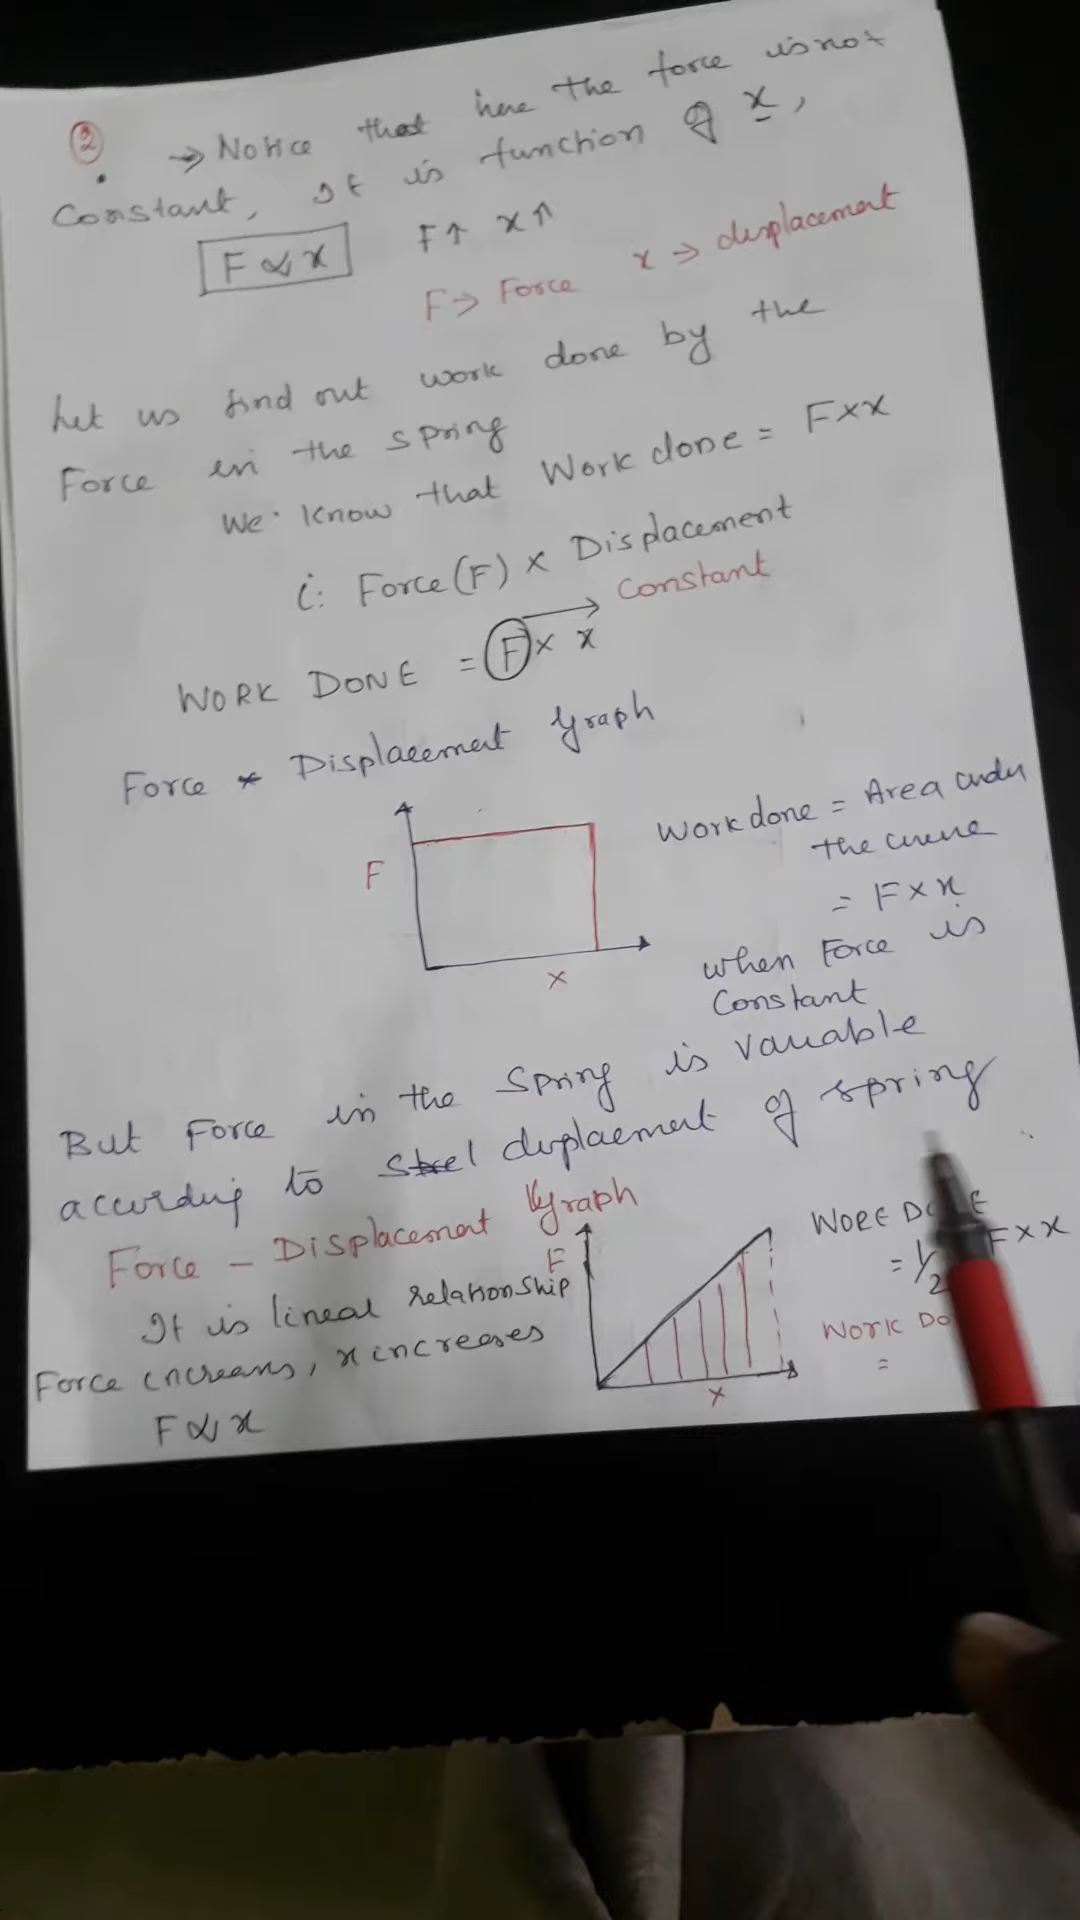 ②
→ Notice that here the force is not
Constant, It is function of x,
F ∝ x F↑ x↑
F → Force x → displacement
Let us find out work done by the
Force in the spring
We know that Work done = F×x
i: Force (F) × Displacement
WORK DONE = F × x → Constant
Force * Displacement Graph
F
x
Work done = Area under
the curve
= F × x
when Force is
Constant
But Force in the Spring is variable
according to displacement of spring
Force - Displacement Graph
It is linear relationship
Force increases, x increases
F ∝ x
F
x
WORK
= 1/2 F × x
WORK DO
=